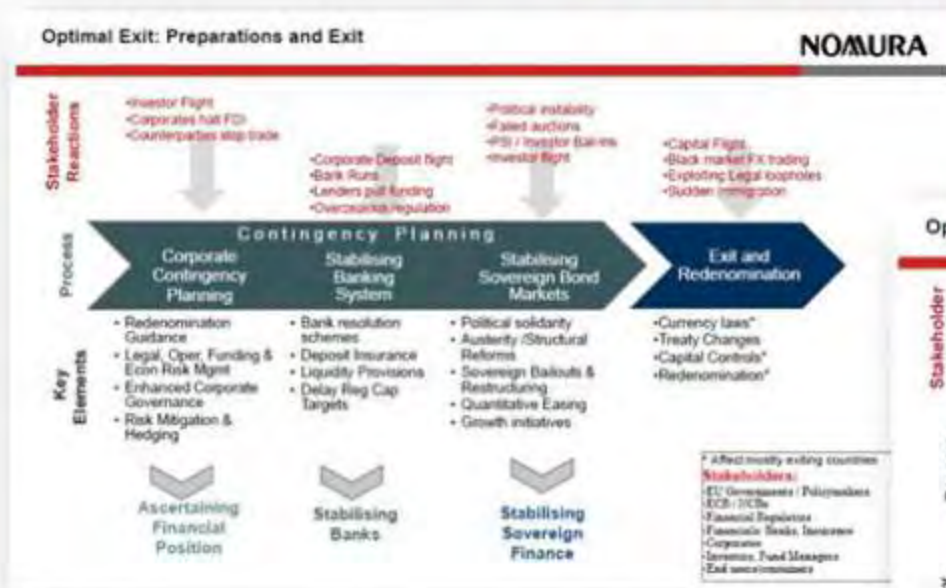 Optimal Exit: Preparations and Exit
NOMURA
Stakeholder
Reactions
•Investor Flight
•Corporates halt FDI
•Counterparties stop trade
•Corporate Deposit flight
•Bank Runs
•Lenders pull funding
•Overzealous regulation
•Political instability
•Failed auctions
•PSI / Investor Bail-ins
•Investor flight
•Capital Flight
•Black market FX trading
•Exploiting Legal loopholes
•Sudden immigration
Process
Contingency Planning
Corporate
Contingency
Planning
Stabilising
Banking
System
Stabilising
Sovereign Bond
Markets
Exit and
Redenomination
Key
Elements
• Redenomination
Guidance
• Legal, Oper, Funding &
Econ Risk Mgmt
• Enhanced Corporate
Governance
• Risk Mitigation &
Hedging
• Bank resolution
schemes
• Deposit Insurance
• Liquidity Provisions
• Delay Reg Cap
Targets
• Political solidarity
• Austerity /Structural
Reforms
• Sovereign Bailouts &
Restructuring
• Quantitative Easing
• Growth initiatives
•Currency laws*
•Treaty Changes
•Capital Controls*
•Redenomination*
Ascertaining
Financial
Position
Stabilising
Banks
Stabilising
Sovereign
Finance
* Affect mostly exiting countries
Stakeholders:
•EU Governments / Policymakers
•ECB / NCBs
•Financial Regulators
•Financials: Banks, Insurance
•Corporates
•Investors, Fund Managers
•End users/consumers
Op
Stakeholder